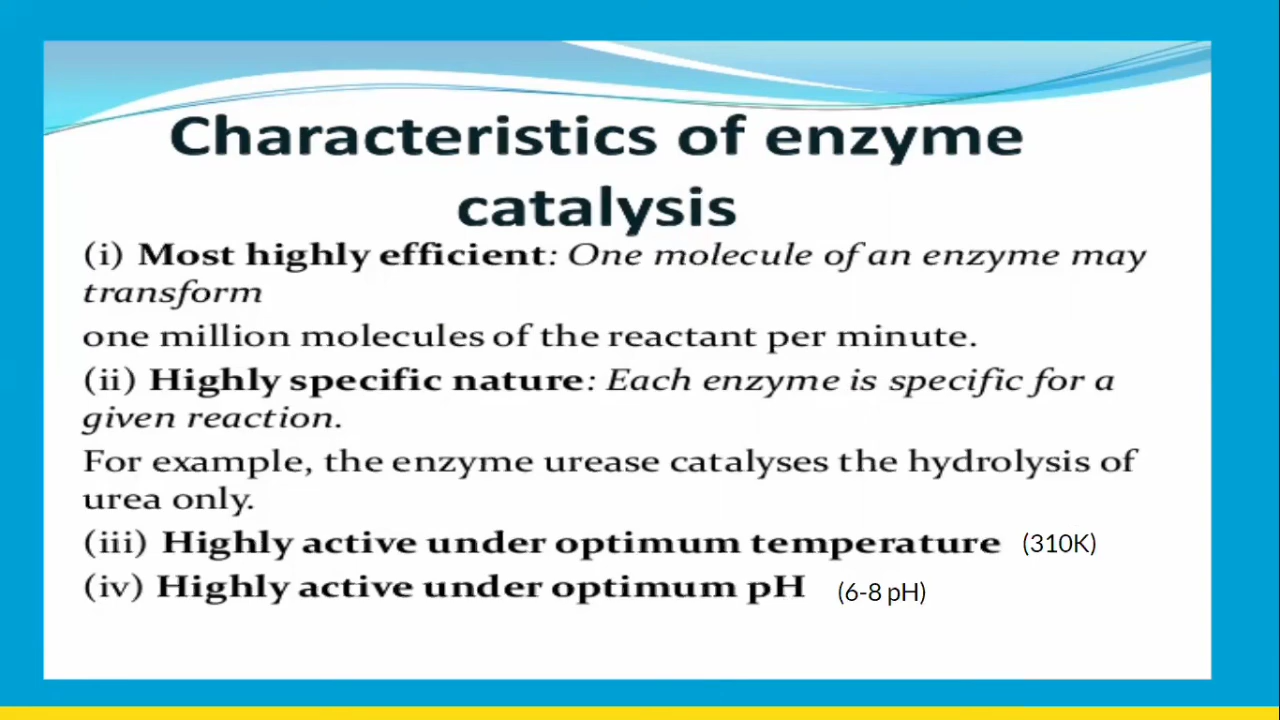 Characteristics of enzyme
catalysis
(i) Most highly efficient: One molecule of an enzyme may
transform
one million molecules of the reactant per minute.
(ii) Highly specific nature: Each enzyme is specific for a
given reaction.
For example, the enzyme urease catalyses the hydrolysis of
urea only.
(iii) Highly active under optimum temperature (310K)
(iv) Highly active under optimum pH (6-8 pH)